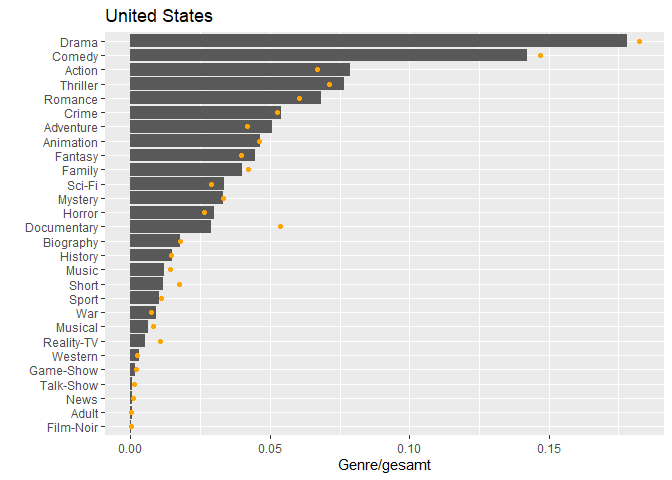 United States
Drama
Comedy
Action
Thriller
Romance
Crime
Adventure
Animation
Fantasy
Family
Sci-Fi
Mystery
Horror
Documentary
Biography
History
Music
Short
Sport
War
Musical
Reality-TV
Western
Game-Show
Talk-Show
News
Adult
Film-Noir
0.00 0.05 0.10 0.15
Genre/gesamt